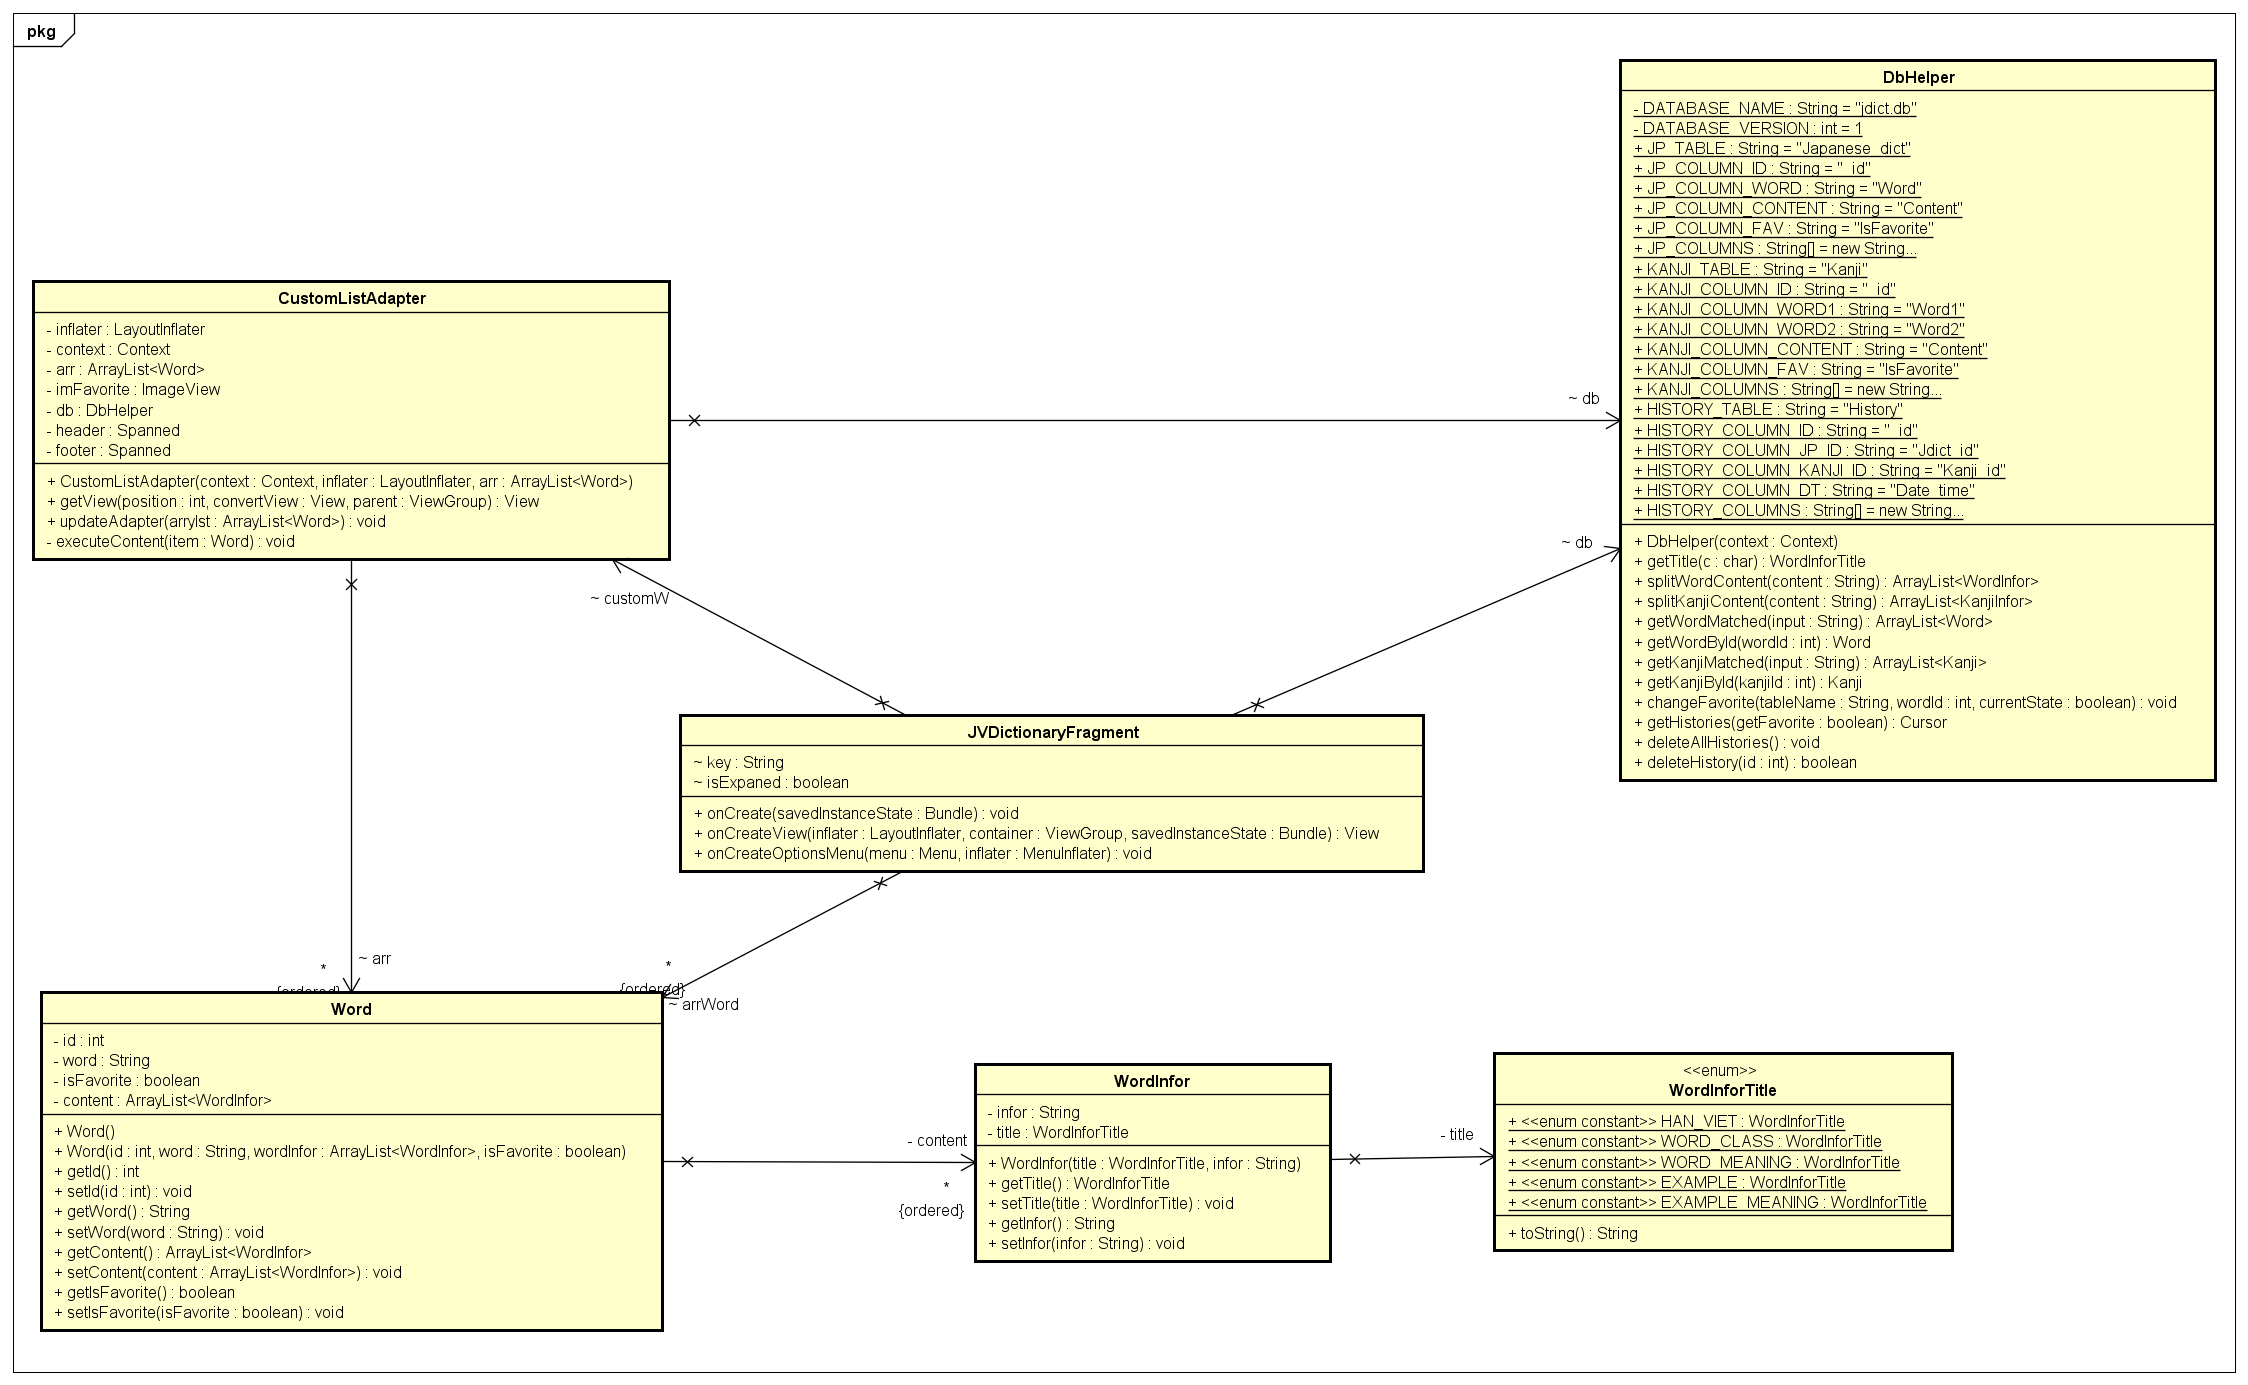 pkg
DbHelper
- DATABASE_NAME : String = "jdict.db"
- DATABASE_VERSION : int = 1
+ JP_TABLE : String = "Japanese_dict"
+ JP_COLUMN_ID : String = "_id"
+ JP_COLUMN_WORD : String = "Word"
+ JP_COLUMN_CONTENT : String = "Content"
+ JP_COLUMN_FAV : String = "IsFavorite"
+ JP_COLUMNS : String[] = new String...
+ KANJI_TABLE : String = "Kanji"
+ KANJI_COLUMN_ID : String = "_id"
+ KANJI_COLUMN_WORD1 : String = "Word1"
+ KANJI_COLUMN_WORD2 : String = "Word2"
+ KANJI_COLUMN_CONTENT : String = "Content"
+ KANJI_COLUMN_FAV : String = "IsFavorite"
+ KANJI_COLUMNS : String[] = new String...
+ HISTORY_TABLE : String = "History"
+ HISTORY_COLUMN_ID : String = "_id"
+ HISTORY_COLUMN_JP_ID : String = "Jdict_id"
+ HISTORY_COLUMN_KANJI_ID : String = "Kanji_id"
+ HISTORY_COLUMN_DT : String = "Date_time"
+ HISTORY_COLUMNS : String[] = new String...
+ DbHelper(context : Context)
+ getTitle(c : char) : WordInforTitle
+ splitWordContent(content : String) : ArrayList<WordInfor>
+ splitKanjiContent(content : String) : ArrayList<KanjiInfor>
+ getWordMatched(input : String) : ArrayList<Word>
+ getWordById(wordId : int) : Word
+ getKanjiMatched(input : String) : ArrayList<Kanji>
+ getKanjiById(kanjiId : int) : Kanji
+ changeFavorite(tableName : String, wordId : int, currentState : boolean) : void
+ getHistories(getFavorite : boolean) : Cursor
+ deleteAllHistories() : void
+ deleteHistory(id : int) : boolean
CustomListAdapter
- inflater : LayoutInflater
- context : Context
- arr : ArrayList<Word>
- imFavorite : ImageView
- db : DbHelper
- header : Spanned
- footer : Spanned
+ CustomListAdapter(context : Context, inflater : LayoutInflater, arr : ArrayList<Word>)
+ getView(position : int, convertView : View, parent : ViewGroup) : View
+ updateAdapter(arrylst : ArrayList<Word>) : void
- executeContent(item : Word) : void
~ db
~ db
~ customW
JVDictionaryFragment
~ key : String
~ isExpaned : boolean
+ onCreate(savedInstanceState : Bundle) : void
+ onCreateView(inflater : LayoutInflater, container : ViewGroup, savedInstanceState : Bundle) : View
+ onCreateOptionsMenu(menu : Menu, inflater : MenuInflater) : void
~ arr
*
{ordered}
*
{ordered}
~ arrWord
Word
- id : int
- word : String
- isFavorite : boolean
- content : ArrayList<WordInfor>
+ Word()
+ Word(id : int, word : String, wordInfor : ArrayList<WordInfor>, isFavorite : boolean)
+ getId() : int
+ setId(id : int) : void
+ getWord() : String
+ setWord(word : String) : void
+ getContent() : ArrayList<WordInfor>
+ setContent(content : ArrayList<WordInfor>) : void
+ getIsFavorite() : boolean
+ setIsFavorite(isFavorite : boolean) : void
- content
*
{ordered}
WordInfor
- infor : String
- title : WordInforTitle
+ WordInfor(title : WordInforTitle, infor : String)
+ getTitle() : WordInforTitle
+ setTitle(title : WordInforTitle) : void
+ getInfor() : String
+ setInfor(infor : String) : void
- title
<<enum>>
WordInforTitle
+ <<enum constant>> HAN_VIET : WordInforTitle
+ <<enum constant>> WORD_CLASS : WordInforTitle
+ <<enum constant>> WORD_MEANING : WordInforTitle
+ <<enum constant>> EXAMPLE : WordInforTitle
+ <<enum constant>> EXAMPLE_MEANING : WordInforTitle
+ toString() : String